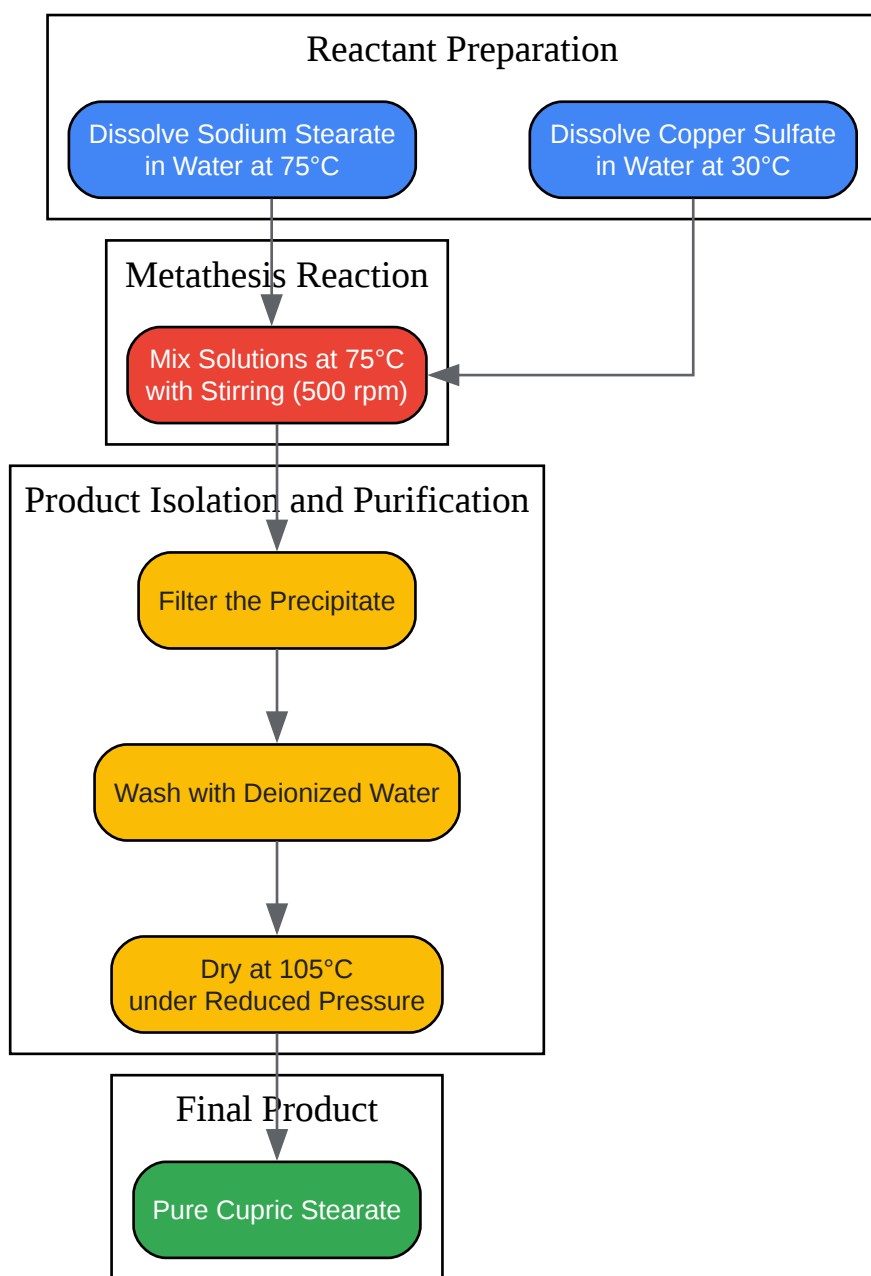 Reactant Preparation
Dissolve Sodium Stearate
in Water at 75°C
Dissolve Copper Sulfate
in Water at 30°C
Metathesis Reaction
Mix Solutions at 75°C
with Stirring (500 rpm)
Product Isolation and Purification
Filter the Precipitate
Wash with Deionized Water
Dry at 105°C
under Reduced Pressure
Final Product
Pure Cupric Stearate